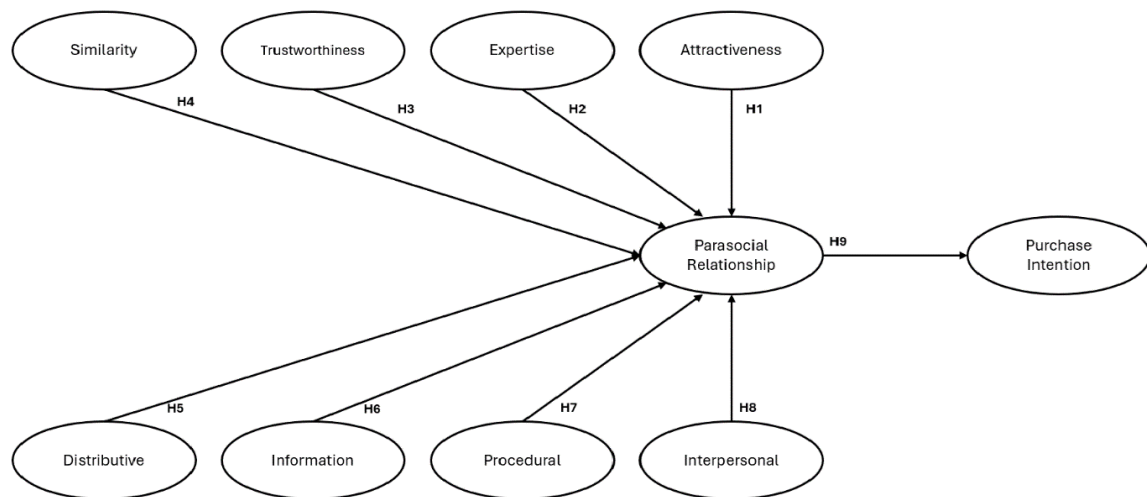 Similarity
Trustworthiness
Expertise
Attractiveness
H4
H3
H2
H1
Parasocial
Relationship
H9
Purchase
Intention
H5
H6
H7
H8
Distributive
Information
Procedural
Interpersonal